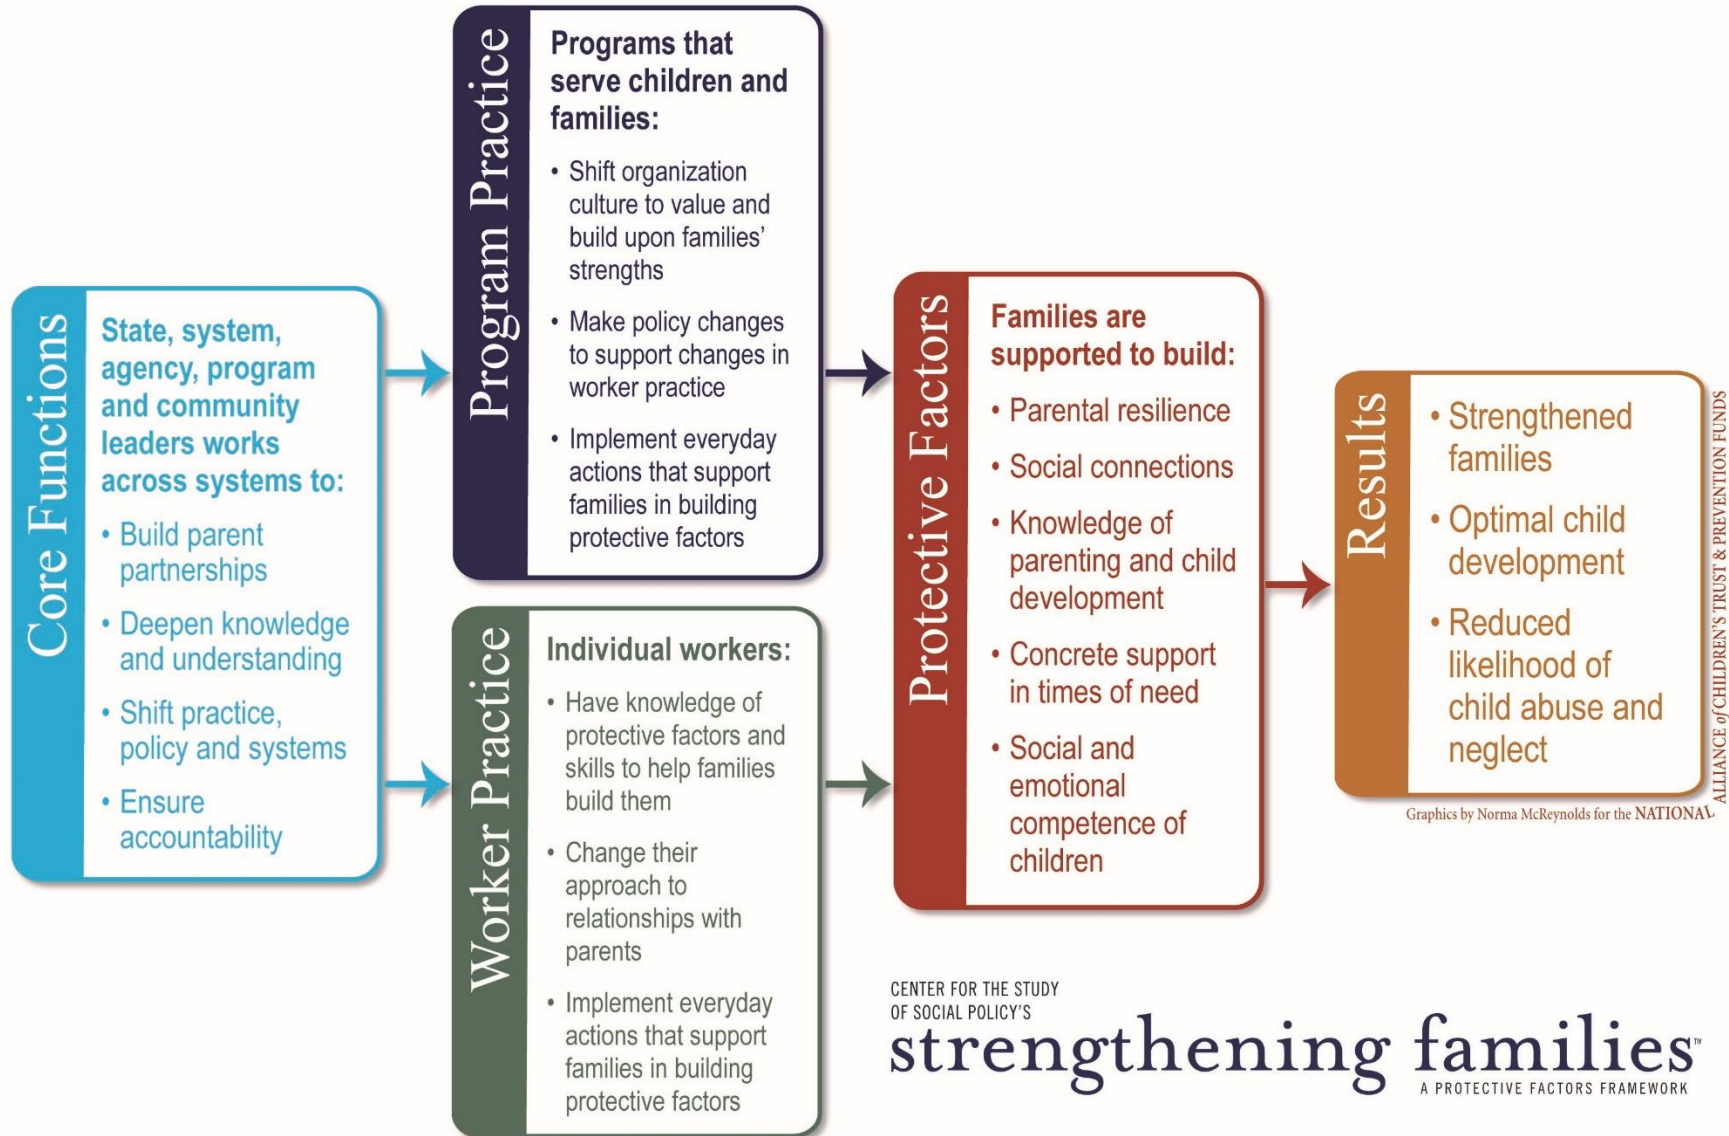 Core Functions
State, system,
agency, program
and community
leaders works
across systems to:
• Build parent
partnerships
• Deepen knowledge
and understanding
• Shift practice,
policy and systems
• Ensure
accountability
Program Practice
Programs that
serve children and
families:
• Shift organization
culture to value and
build upon families’
strengths
• Make policy changes
to support changes in
worker practice
• Implement everyday
actions that support
families in building
protective factors
Worker Practice
Individual workers:
• Have knowledge of
protective factors and
skills to help families
build them
• Change their
approach to
relationships with
parents
• Implement everyday
actions that support
families in building
protective factors
Protective Factors
Families are
supported to build:
• Parental resilience
• Social connections
• Knowledge of
parenting and child
development
• Concrete support
in times of need
• Social and
emotional
competence of
children
Results
• Strengthened
families
• Optimal child
development
• Reduced
likelihood of
child abuse and
neglect
Graphics by Norma McReynolds for the NATIONAL
ALLIANCE of CHILDREN’S TRUST & PREVENTION FUNDS
CENTER FOR THE STUDY
OF SOCIAL POLICY’S
strengthening families™
A PROTECTIVE FACTORS FRAMEWORK